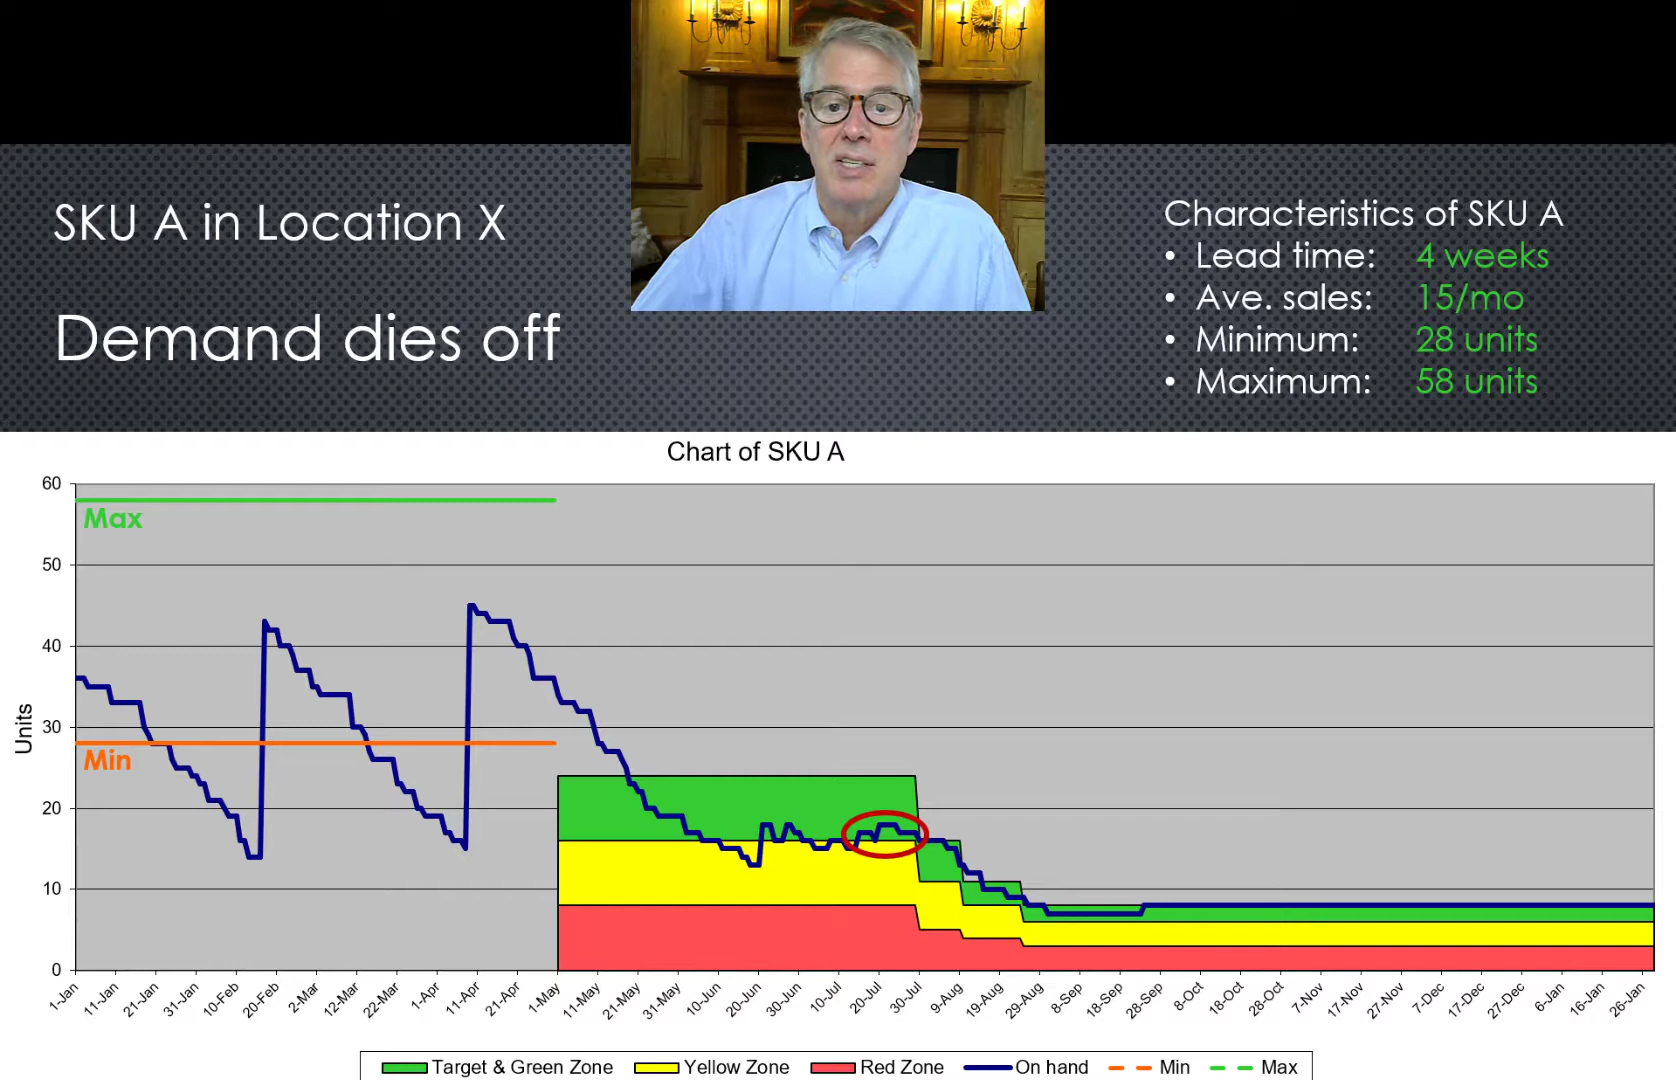 SKU A in Location X
Demand dies off
Characteristics of SKU A
• Lead time: 4 weeks
• Ave. sales: 15/mo
• Minimum: 28 units
• Maximum: 58 units
Chart of SKU A
Units
60
50
40
30
20
10
0
Max
Min
1-Jan 11-Jan 21-Jan 31-Jan 10-Feb 20-Feb 2-Mar 12-Mar 22-Mar 1-Apr 11-Apr 21-Apr 1-May 11-May 21-May 31-May 10-Jun 20-Jun 30-Jun 10-Jul 20-Jul 30-Jul 9-Aug 19-Aug 29-Aug 8-Sep 18-Sep 28-Sep 8-Oct 18-Oct 28-Oct 7-Nov 17-Nov 27-Nov 7-Dec 17-Dec 27-Dec 6-Jan 16-Jan 26-Jan
Target & Green Zone Yellow Zone Red Zone On hand Min Max